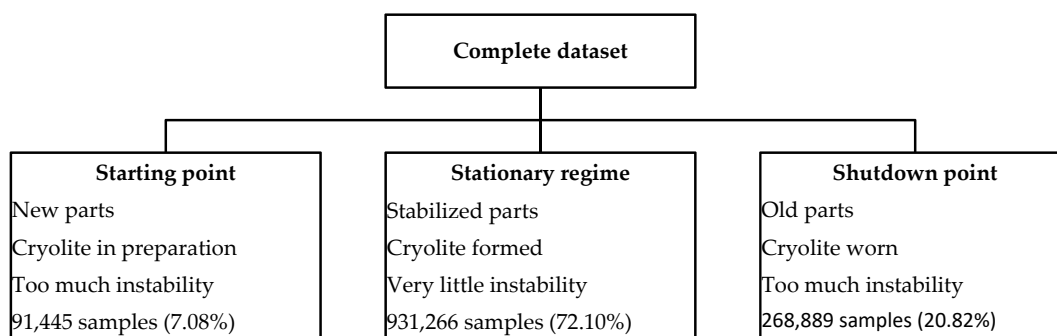 Complete dataset
Starting point
New parts
Cryolite in preparation
Too much instability
91,445 samples (7.08%)
Stationary regime
Stabilized parts
Cryolite formed
Very little instability
931,266 samples (72.10%)
Shutdown point
Old parts
Cryolite worn
Too much instability
268,889 samples (20.82%)